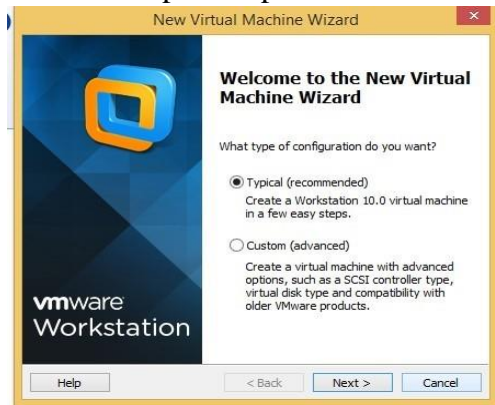 New Virtual Machine Wizard
Welcome to the New Virtual
Machine Wizard
What type of configuration do you want?
Typical (recommended)
Create a Workstation 10.0 virtual machine
in a few easy steps.
Custom (advanced)
Create a virtual machine with advanced
options, such as a SCSI controller type,
virtual disk type and compatibility with
older VMware products.
vmware
Workstation
Help
< Back
Next >
Cancel